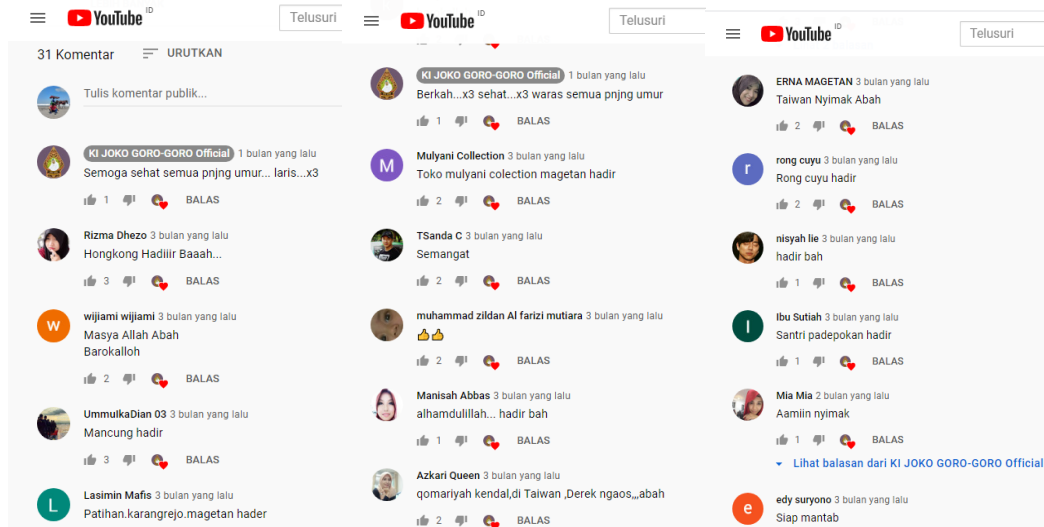 YouTube ID
Telusuri
31 Komentar
URUTKAN
Tulis komentar publik...
KI JOKO GORO-GORO Official 1 bulan yang lalu
Semoga sehat semua pnjng umur... laris...x3
1 BALAS
Rizma Dhezo 3 bulan yang lalu
Hongkong Hadiiir Baaah...
3 BALAS
W
wijiami wijiami 3 bulan yang lalu
Masya Allah Abah
Barokalloh
2 BALAS
UmmulkaDian 03 3 bulan yang lalu
Mancung hadir
3 BALAS
L
Lasimin Mafis 3 bulan yang lalu
Patihan.karangrejo.magetan hader
YouTube ID
Telusuri
KI JOKO GORO-GORO Official 1 bulan yang lalu
Berkah...x3 sehat...x3 waras semua pnjng umur
1 BALAS
M
Mulyani Collection 3 bulan yang lalu
Toko mulyani colection magetan hadir
2 BALAS
TSanda C 3 bulan yang lalu
Semangat
2 BALAS
muhammad zildan Al farizi mutiara 3 bulan yang lalu
👍👍
2 BALAS
Manisah Abbas 3 bulan yang lalu
alhamdulillah... hadir bah
1 BALAS
Azkari Queen 3 bulan yang lalu
qomariyah kendal,di Taiwan ,Derek ngaos,,,abah
2 BALAS
YouTube ID
Telusuri
ERNA MAGETAN 3 bulan yang lalu
Taiwan Nyimak Abah
2 BALAS
r
rong cuyu 3 bulan yang lalu
Rong cuyu hadir
2 BALAS
nisyah lie 3 bulan yang lalu
hadir bah
1 BALAS
I
Ibu Sutiah 3 bulan yang lalu
Santri padepokan hadir
1 BALAS
Mia Mia 2 bulan yang lalu
Aamiin nyimak
1 BALAS
Lihat balasan dari KI JOKO GORO-GORO Official
e
edy suryono 3 bulan yang lalu
Siap mantab